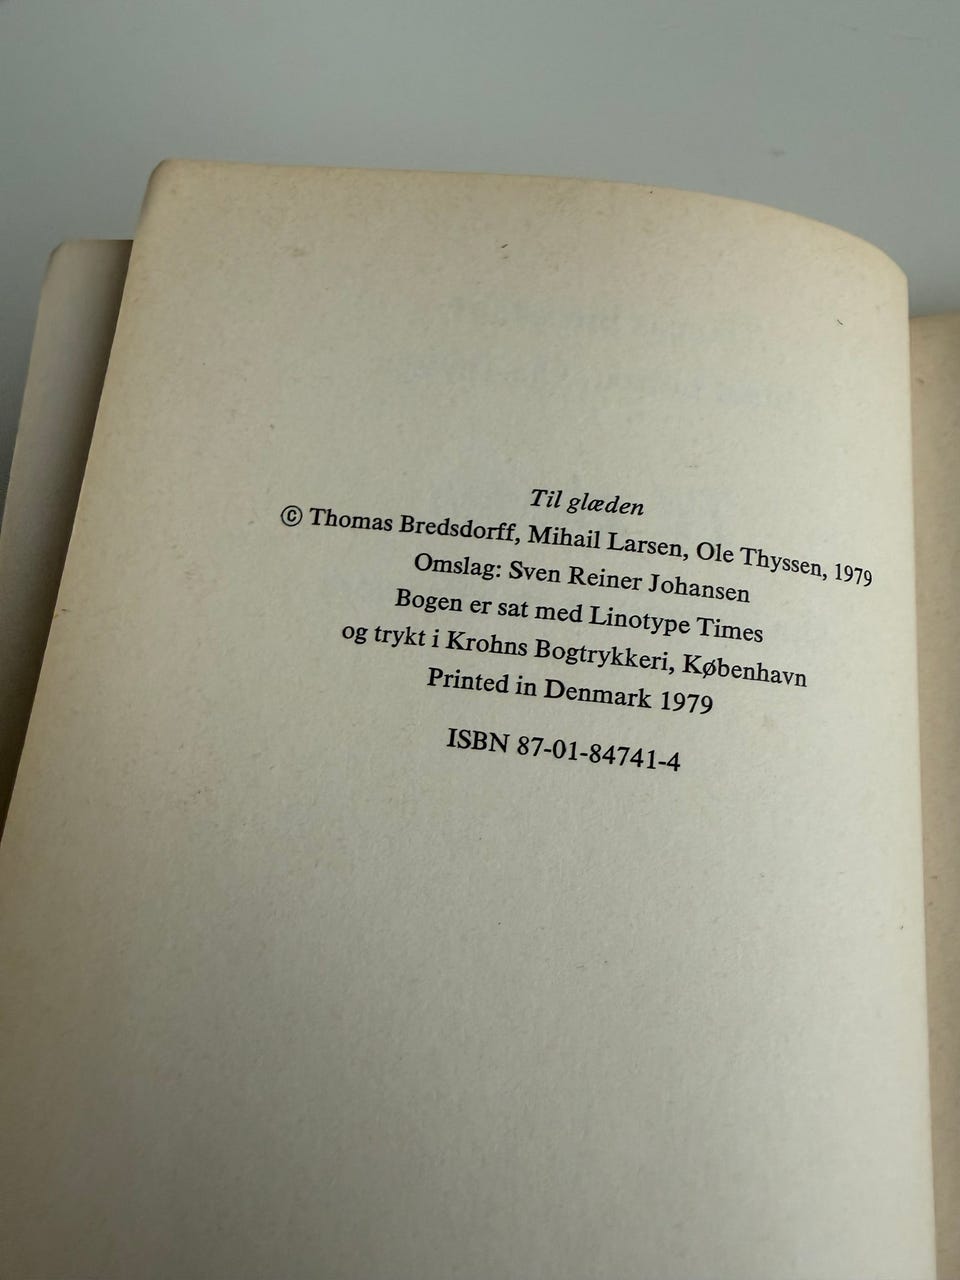 Til glæden
© Thomas Bredsdorff, Mihail Larsen, Ole Thyssen, 1979
Omslag: Sven Reiner Johansen
Bogen er sat med Linotype Times
og trykt i Krohns Bogtrykkeri, København
Printed in Denmark 1979
ISBN 87-01-84741-4